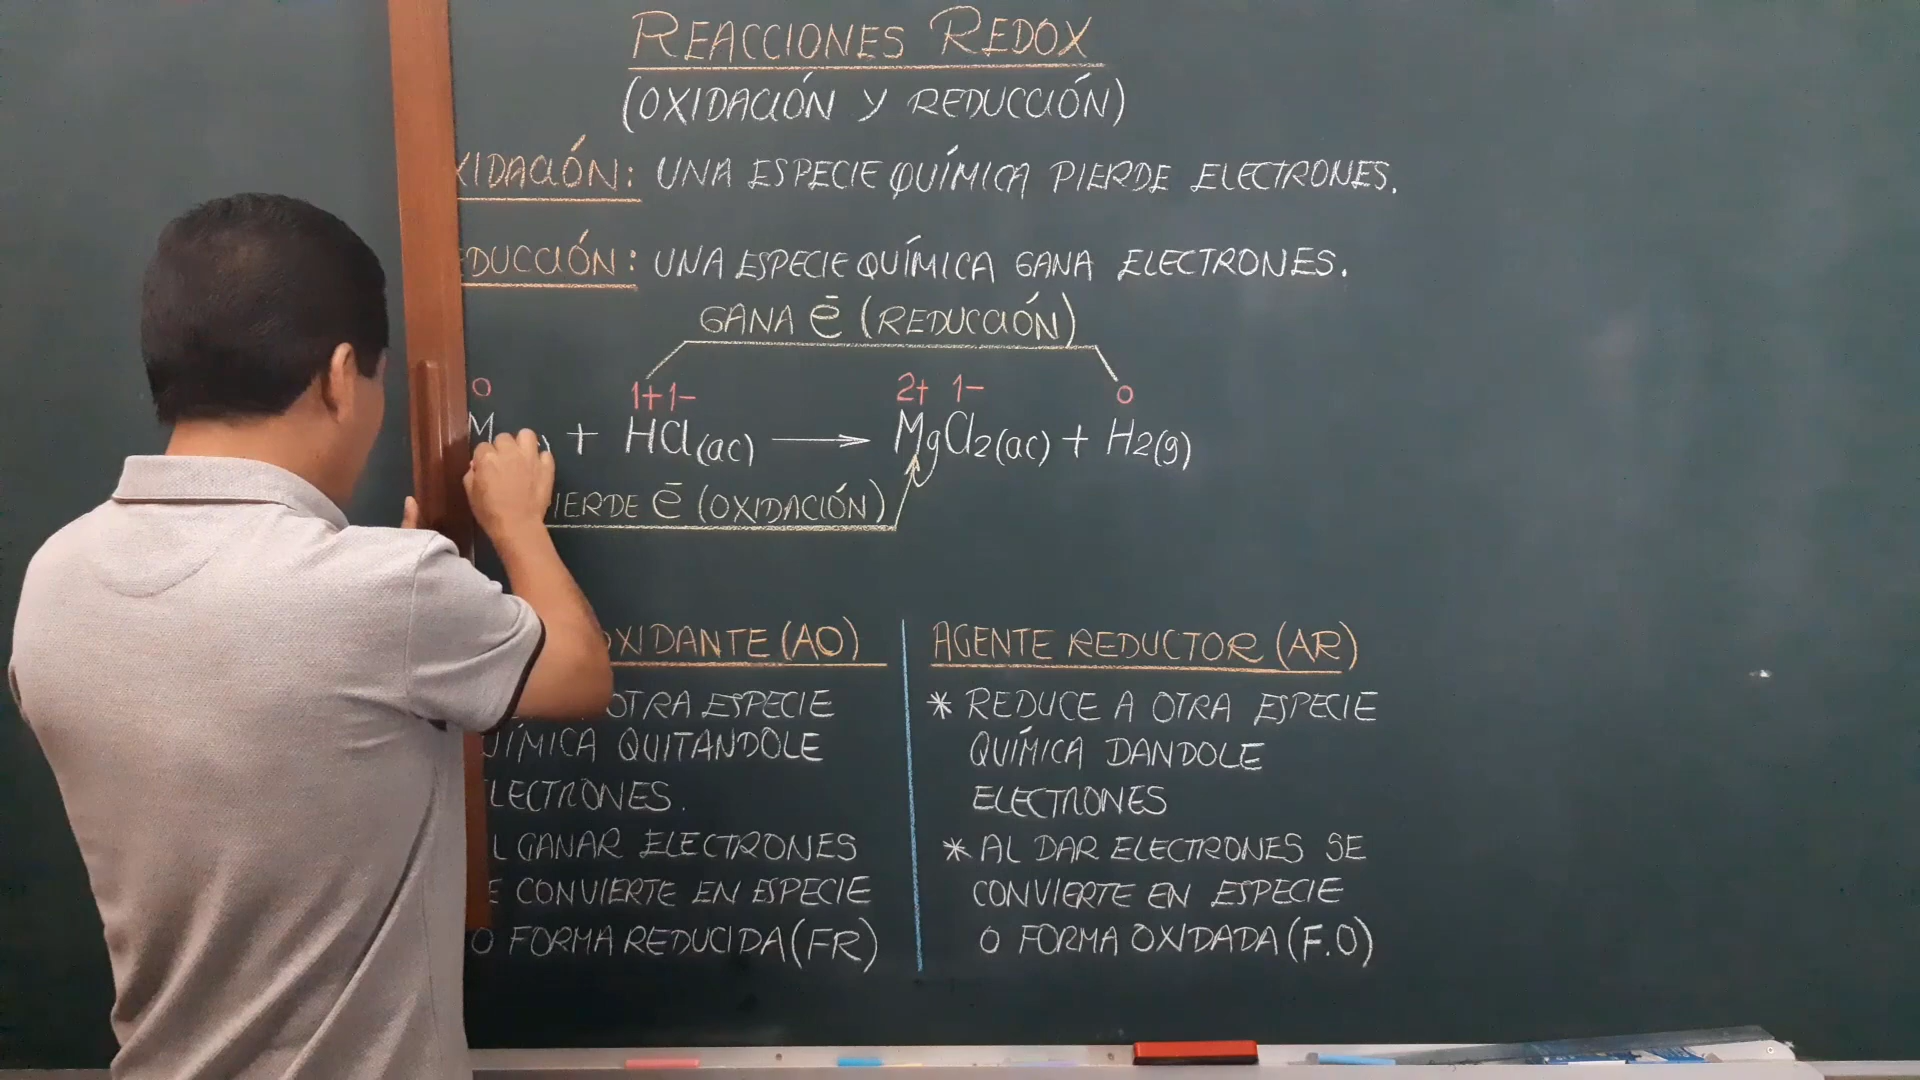 REACCIONES REDOX
(OXIDACIÓN Y REDUCCIÓN)
XIDACIÓN: UNA ESPECIE QUÍMICA PIERDE ELECTRONES.
DUCCIÓN: UNA ESPECIE QUÍMICA GANA ELECTRONES.
GANA ē (REDUCCIÓN)
0 1+ 1- 2+ 1- 0
M + HCl(ac) → MgCl2(ac) + H2(g)
IERDE ē (OXIDACIÓN)
XIDANTE (AO)
OTRA ESPECIE
UÍMICA QUITANDOLE
LECTRONES.
L GANAR ELECTRONES
E CONVIERTE EN ESPECIE
O FORMA REDUCIDA (FR)
AGENTE REDUCTOR (AR)
* REDUCE A OTRA ESPECIE
QUÍMICA DANDOLE
ELECTRONES
* AL DAR ELECTRONES SE
CONVIERTE EN ESPECIE
O FORMA OXIDADA (F.O)